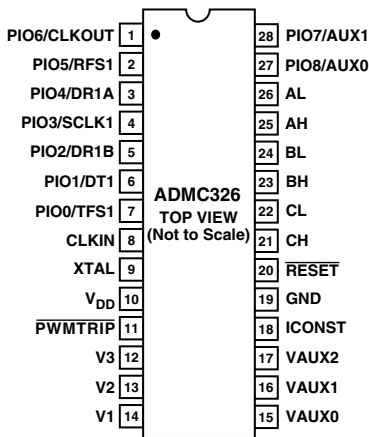 PIO6/CLKOUT 1 28 PIO7/AUX1
PIO5/RFS1 2 27 PIO8/AUX0
PIO4/DR1A 3 26 AL
PIO3/SCLK1 4 25 AH
PIO2/DR1B 5 24 BL
PIO1/DT1 6 23 BH
ADMC326
PIO0/TFS1 7 TOP VIEW 22 CL
(Not to Scale)
CLKIN 8 21 CH
XTAL 9 20 RESET
VDD 10 19 GND
PWMTRIP 11 18 ICONST
V3 12 17 VAUX2
V2 13 16 VAUX1
V1 14 15 VAUX0